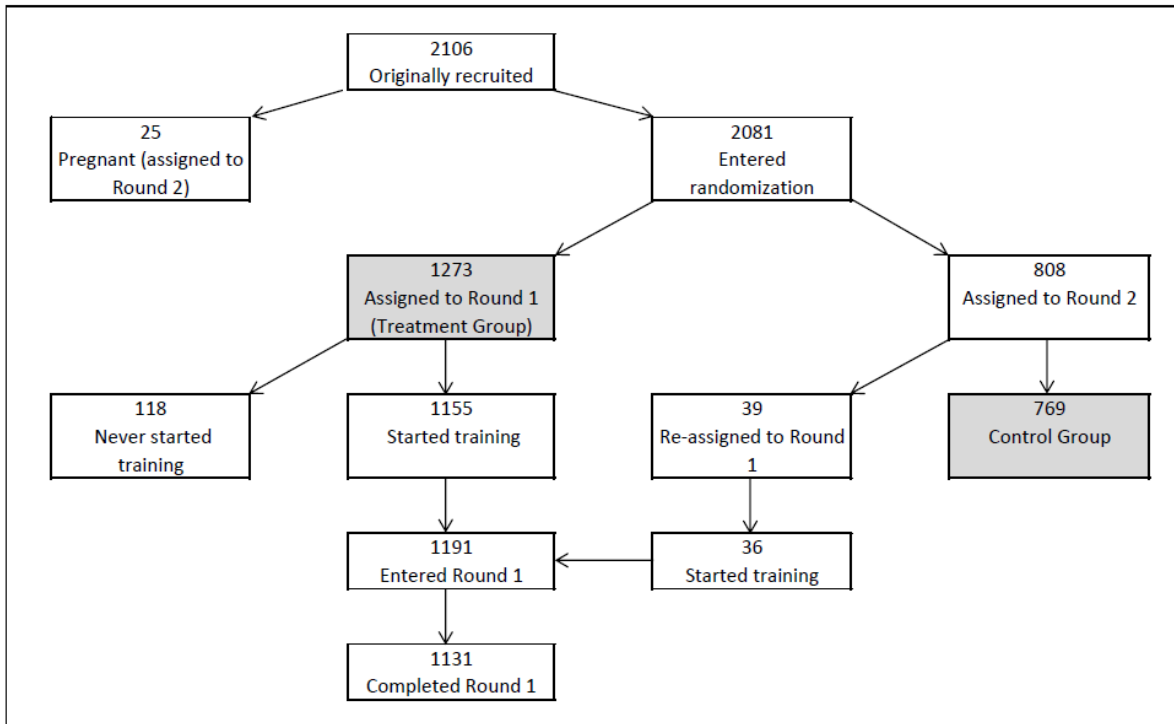 2106
Originally recruited
25
Pregnant (assigned to
Round 2)
2081
Entered
randomization
1273
Assigned to Round 1
(Treatment Group)
808
Assigned to Round 2
118
Never started
training
1155
Started training
39
Re-assigned to Round
1
769
Control Group
1191
Entered Round 1
36
Started training
1131
Completed Round 1